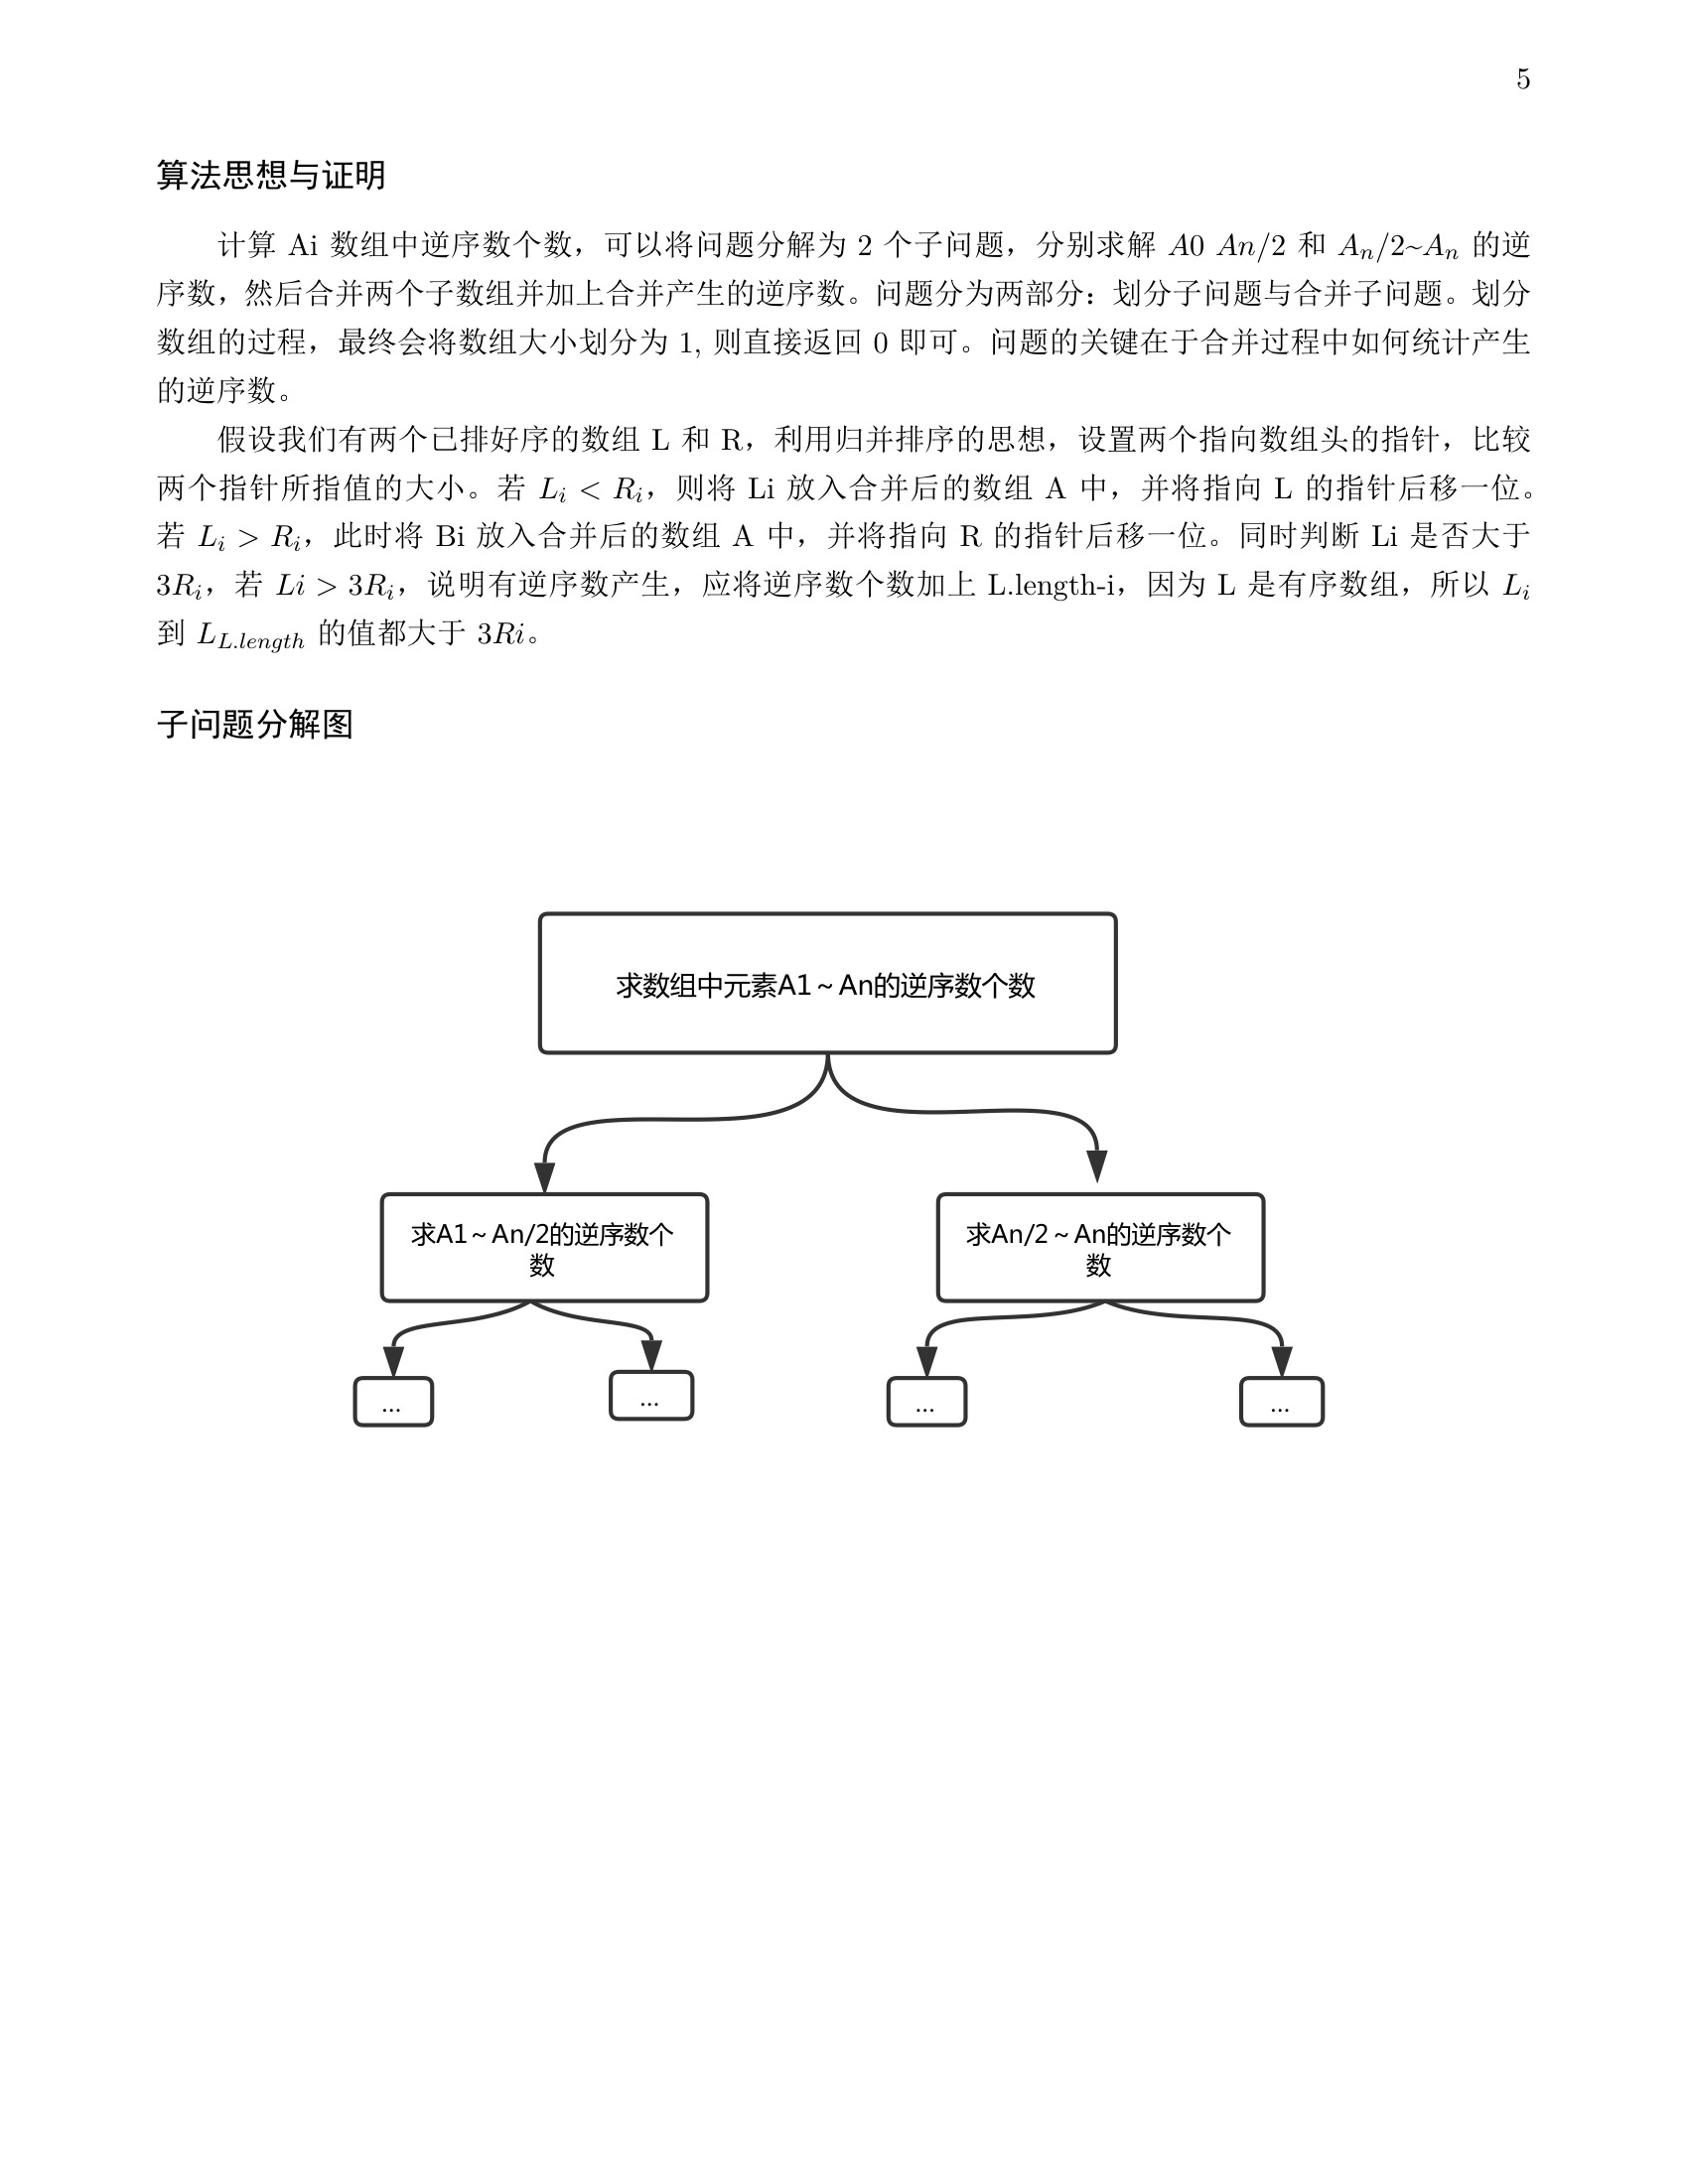 5
算法思想与证明
计算 Ai 数组中逆序数个数，可以将问题分解为 2 个子问题，分别求解 A0 An/2 和 Aₙ/2~Aₙ 的逆
序数，然后合并两个子数组并加上合并产生的逆序数。问题分为两部分：划分子问题与合并子问题。划分
数组的过程，最终会将数组大小划分为 1, 则直接返回 0 即可。问题的关键在于合并过程中如何统计产生
的逆序数。
假设我们有两个已排好序的数组 L 和 R，利用归并排序的思想，设置两个指向数组头的指针，比较
两个指针所指值的大小。若 Lᵢ < Rᵢ，则将 Li 放入合并后的数组 A 中，并将指向 L 的指针后移一位。
若 Lᵢ > Rᵢ，此时将 Bi 放入合并后的数组 A 中，并将指向 R 的指针后移一位。同时判断 Li 是否大于
3Rᵢ，若 Li > 3Rᵢ，说明有逆序数产生，应将逆序数个数加上 L.length-i，因为 L 是有序数组，所以 Lᵢ
到 L_{L.length} 的值都大于 3Ri。
子问题分解图
求数组中元素A1~An的逆序数个数
求A1~An/2的逆序数个
数
求An/2~An的逆序数个
数
...
...
...
...